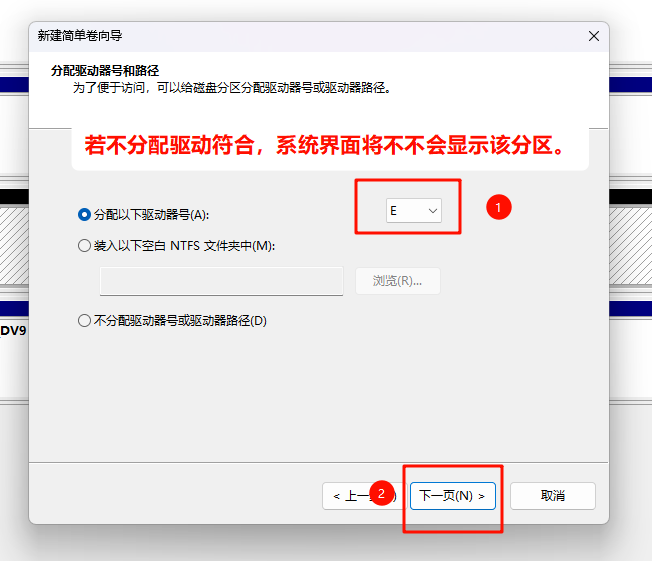 新建简单卷向导
分配驱动器号和路径
为了便于访问，可以给磁盘分区分配驱动器号或驱动器路径。
若不分配驱动符合，系统界面将不不会显示该分区。
分配以下驱动器号(A):
E
1
装入以下空白 NTFS 文件夹中(M):
浏览(R)...
DV9
不分配驱动器号或驱动器路径(D)
< 上一
2
下一页(N) >
取消